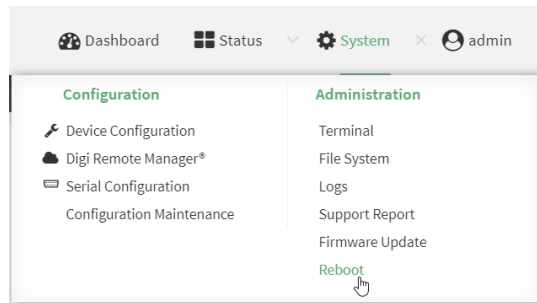 Dashboard Status System admin
Configuration
Device Configuration
Digi Remote Manager®
Serial Configuration
Configuration Maintenance
Administration
Terminal
File System
Logs
Support Report
Firmware Update
Reboot